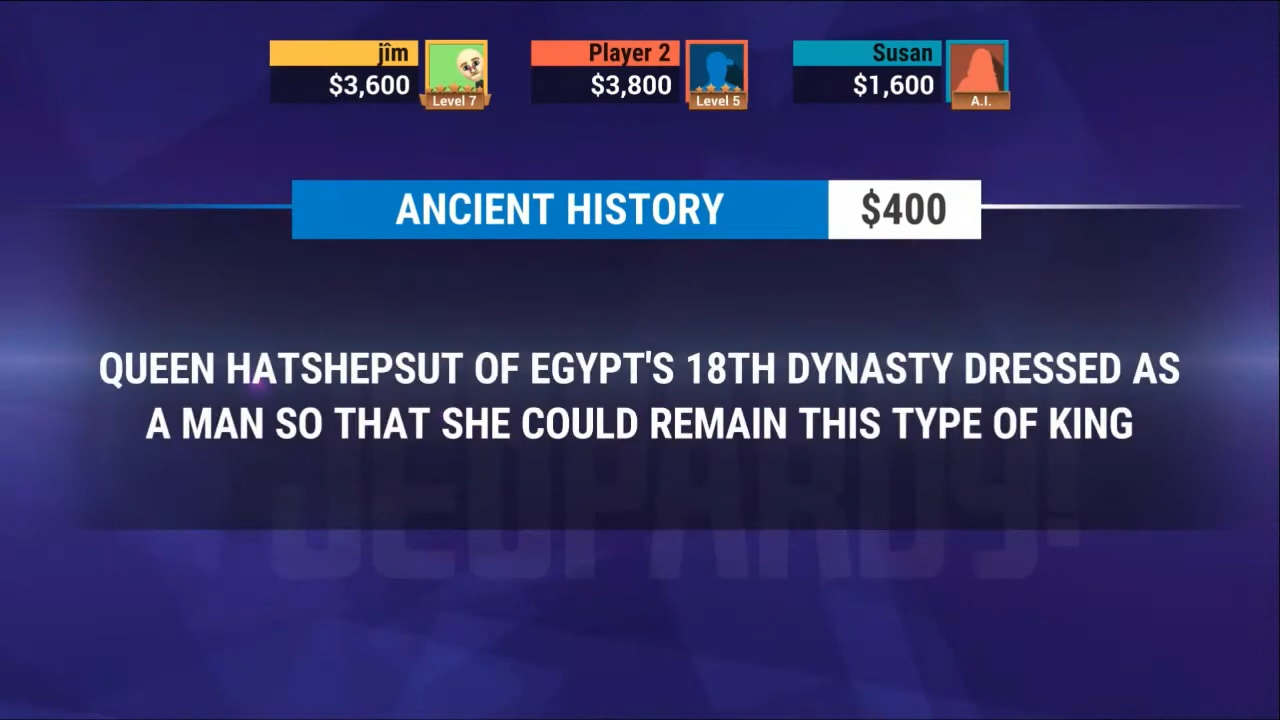 jîm
$3,600
Level 7
Player 2
$3,800
Level 5
Susan
$1,600
A.I.
ANCIENT HISTORY $400
QUEEN HATSHEPSUT OF EGYPT'S 18TH DYNASTY DRESSED AS
A MAN SO THAT SHE COULD REMAIN THIS TYPE OF KING
JEOPARDY!